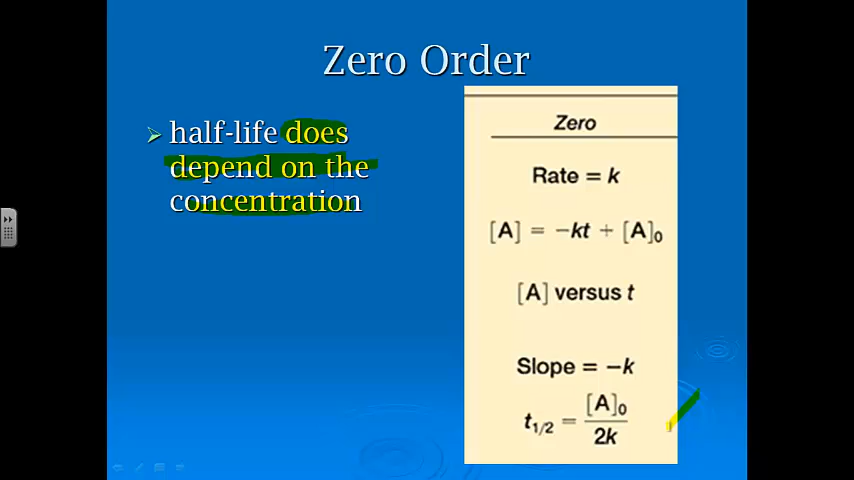 Zero Order
➢ half-life does
depend on the
concentration
Zero
Rate = k
[A] = −kt + [A]₀
[A] versus t
Slope = −k
t₁/₂ = [A]₀ / 2k